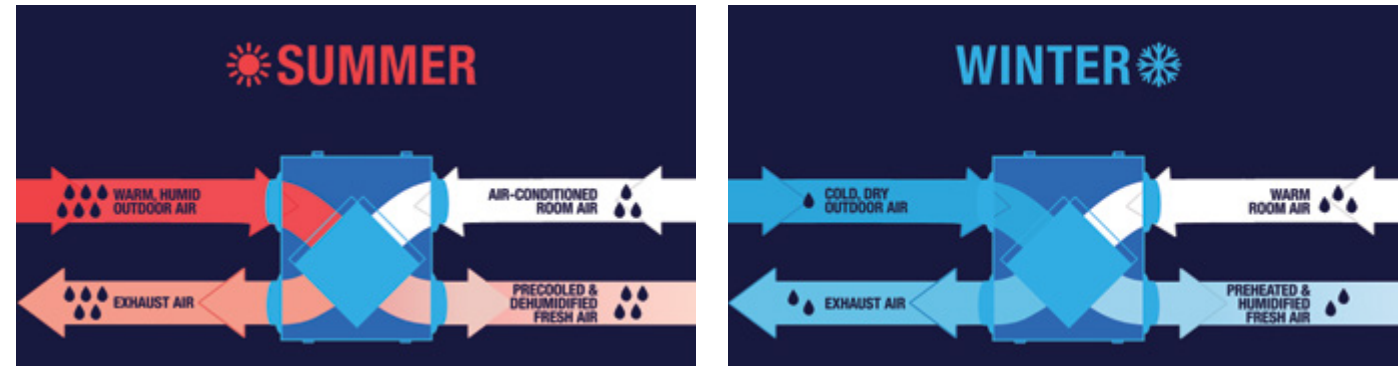 SUMMER
WARM, HUMID
OUTDOOR AIR
AIR-CONDITIONED
ROOM AIR
EXHAUST AIR
PRECOOLED &
DEHUMIDIFIED
FRESH AIR
WINTER
COLD, DRY
OUTDOOR AIR
WARM
ROOM AIR
EXHAUST AIR
PREHEATED &
HUMIDIFIED
FRESH AIR